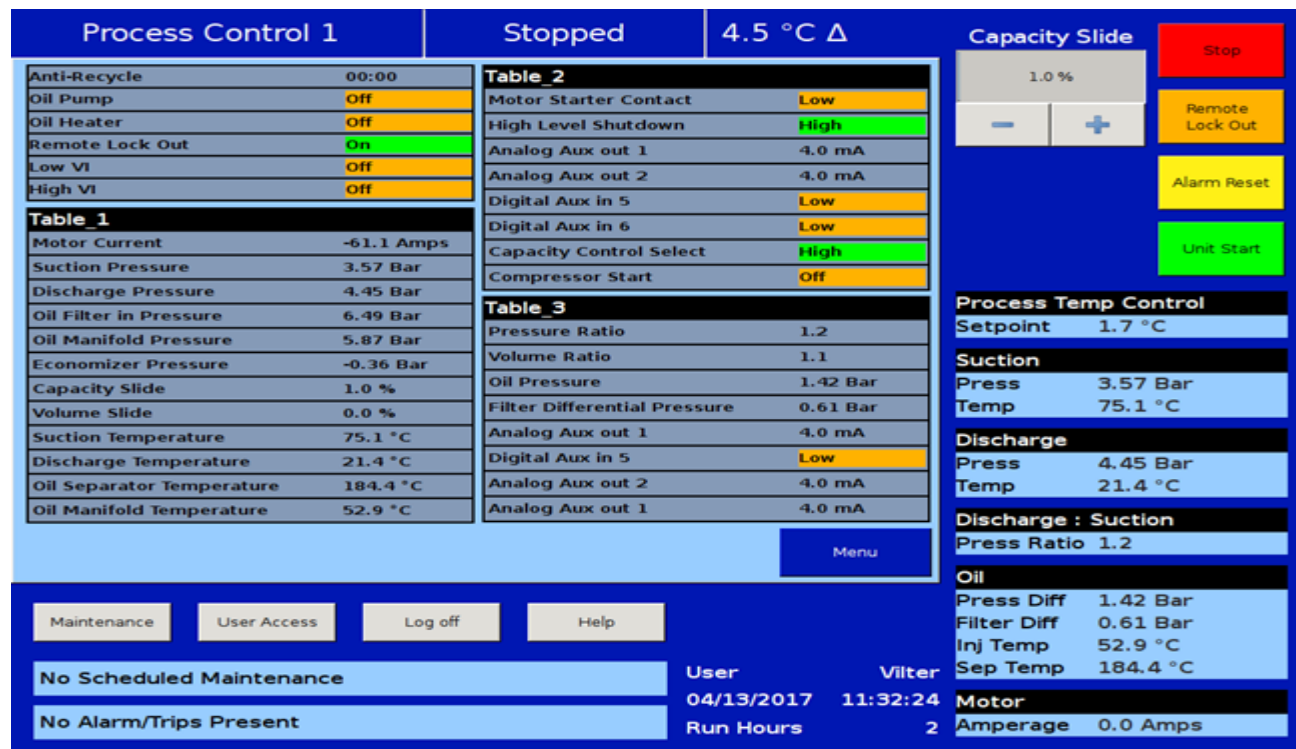 Process Control 1 Stopped 4.5 °C Δ
Anti-Recycle 00:00
Oil Pump Off
Oil Heater Off
Remote Lock Out On
Low VI Off
High VI Off
Table_1
Motor Current -61.1 Amps
Suction Pressure 3.57 Bar
Discharge Pressure 4.45 Bar
Oil Filter in Pressure 6.49 Bar
Oil Manifold Pressure 5.87 Bar
Economizer Pressure -0.36 Bar
Capacity Slide 1.0 %
Volume Slide 0.0 %
Suction Temperature 75.1 °C
Discharge Temperature 21.4 °C
Oil Separator Temperature 184.4 °C
Oil Manifold Temperature 52.9 °C
Table_2
Motor Starter Contact Low
High Level Shutdown High
Analog Aux out 1 4.0 mA
Analog Aux out 2 4.0 mA
Digital Aux in 5 Low
Digital Aux in 6 Low
Capacity Control Select High
Compressor Start Off
Table_3
Pressure Ratio 1.2
Volume Ratio 1.1
Oil Pressure 1.42 Bar
Filter Differential Pressure 0.61 Bar
Analog Aux out 1 4.0 mA
Digital Aux in 5 Low
Analog Aux out 2 4.0 mA
Analog Aux out 1 4.0 mA
Menu
Maintenance User Access Log off Help
No Scheduled Maintenance
No Alarm/Trips Present
User Vilter
04/13/2017 11:32:24
Run Hours 2
Capacity Slide
1.0 %
− +
Stop
Remote
Lock Out
Alarm Reset
Unit Start
Process Temp Control
Setpoint 1.7 °C
Suction
Press 3.57 Bar
Temp 75.1 °C
Discharge
Press 4.45 Bar
Temp 21.4 °C
Discharge : Suction
Press Ratio 1.2
Oil
Press Diff 1.42 Bar
Filter Diff 0.61 Bar
Inj Temp 52.9 °C
Sep Temp 184.4 °C
Motor
Amperage 0.0 Amps